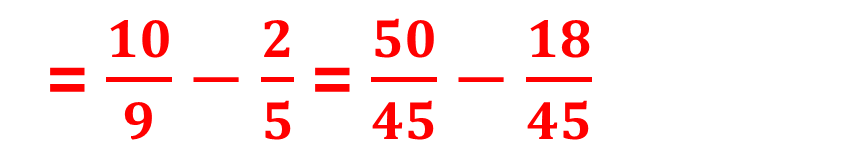 = 10/9 − 2/5 = 50/45 − 18/45